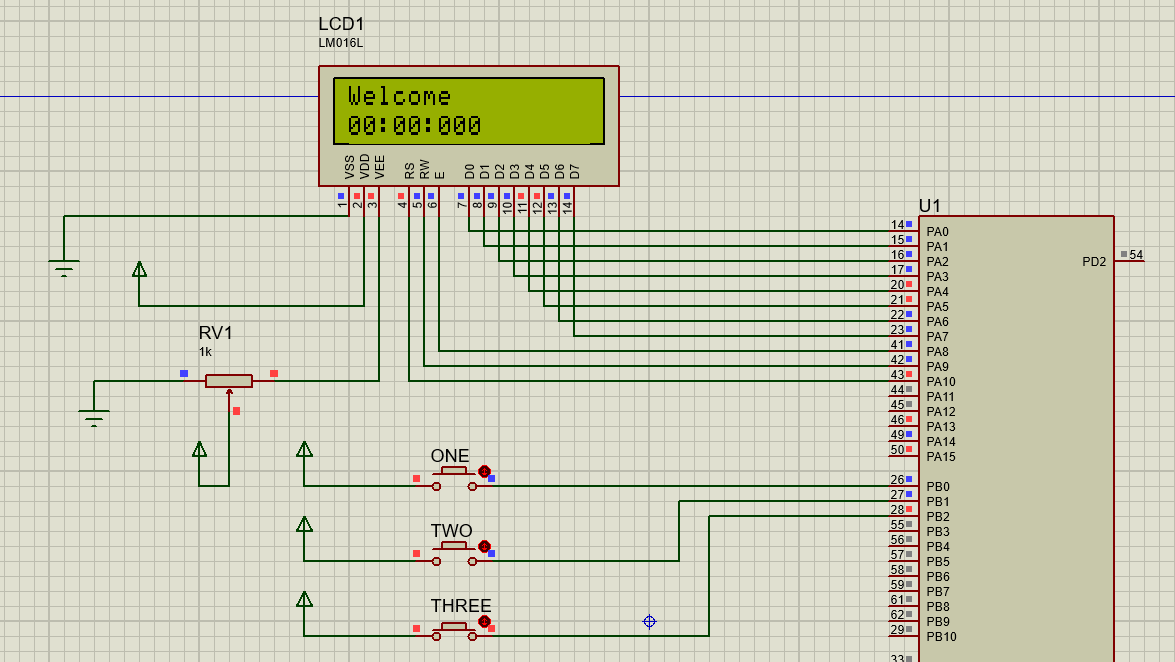 LCD1
LM016L
Welcome
00:00:000
VSS VDD VEE RS RW E D0 D1 D2 D3 D4 D5 D6 D7
1 2 3 4 5 6 7 8 9 10 11 12 13 14
U1
14 PA0
15 PA1
16 PA2
17 PA3
20 PA4
21 PA5
22 PA6
23 PA7
41 PA8
42 PA9
43 PA10
44 PA11
45 PA12
46 PA13
49 PA14
50 PA15
PD2 54
RV1
1k
26 PB0
27 PB1
28 PB2
55 PB3
56 PB4
57 PB5
58 PB6
59 PB7
61 PB8
62 PB9
29 PB10
33
ONE
TWO
THREE